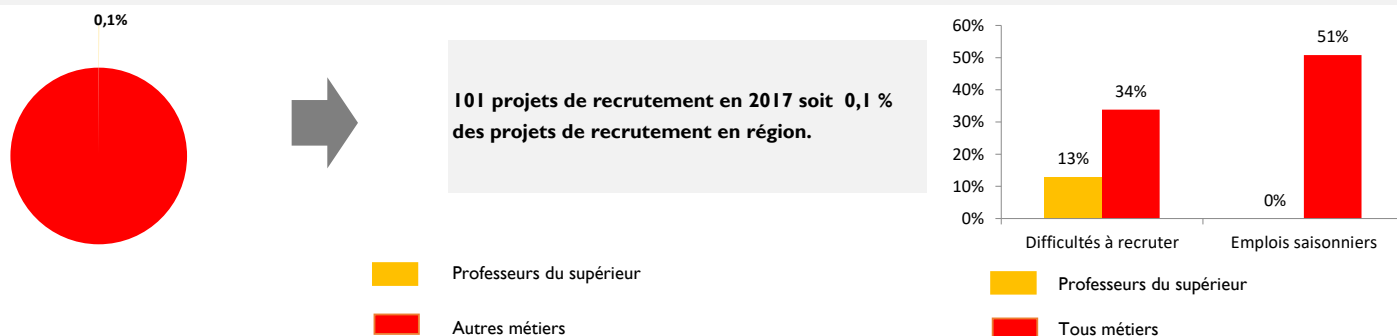 0,1%
101 projets de recrutement en 2017 soit 0,1 %
des projets de recrutement en région.
Professeurs du supérieur
Autres métiers
60%
50%
40%
30%
20%
10%
0%
13%
34%
0%
51%
Difficultés à recruter
Emplois saisonniers
Professeurs du supérieur
Tous métiers